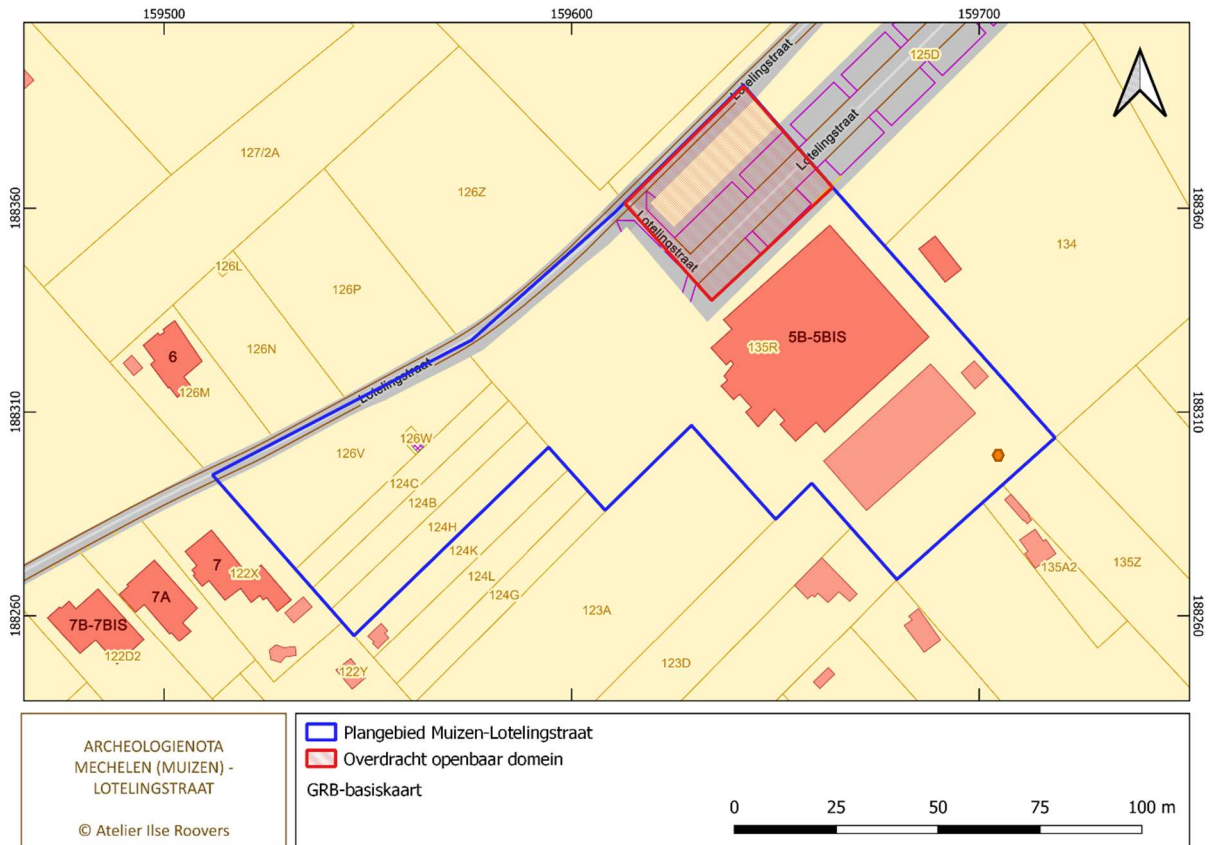 159500
159600
159700
188360
188310
188260
188360
188310
188260
Lotelingstraat
125D
127/2A
Lotelingstraat
126Z
Lotelingstraat
134
126L
126P
6
126N
126M
5B-5BIS
135R
Lotelingstraat
126W
126V
124C
124B
124H
124K
124L
124G
7
122X
7A
7B-7BIS
122D2
122Y
123A
123D
135A2
135Z
ARCHEOLOGIENOTA
MECHELEN (MUIZEN) -
LOTELINGSTRAAT
© Atelier Ilse Roovers
Plangebied Muizen-Lotelingstraat
Overdracht openbaar domein
GRB-basiskaart
0 25 50 75 100 m